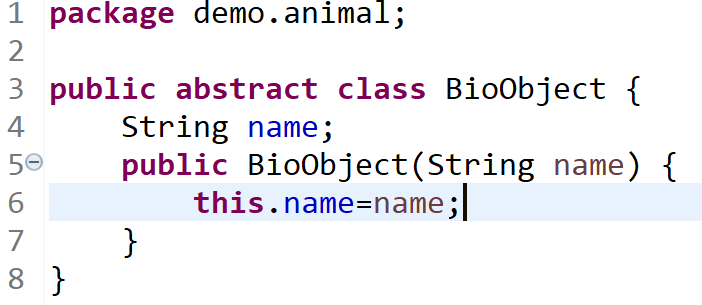 1 package demo.animal;
2
3 public abstract class BioObject {
4     String name;
5     public BioObject(String name) {
6         this.name=name;
7     }
8 }